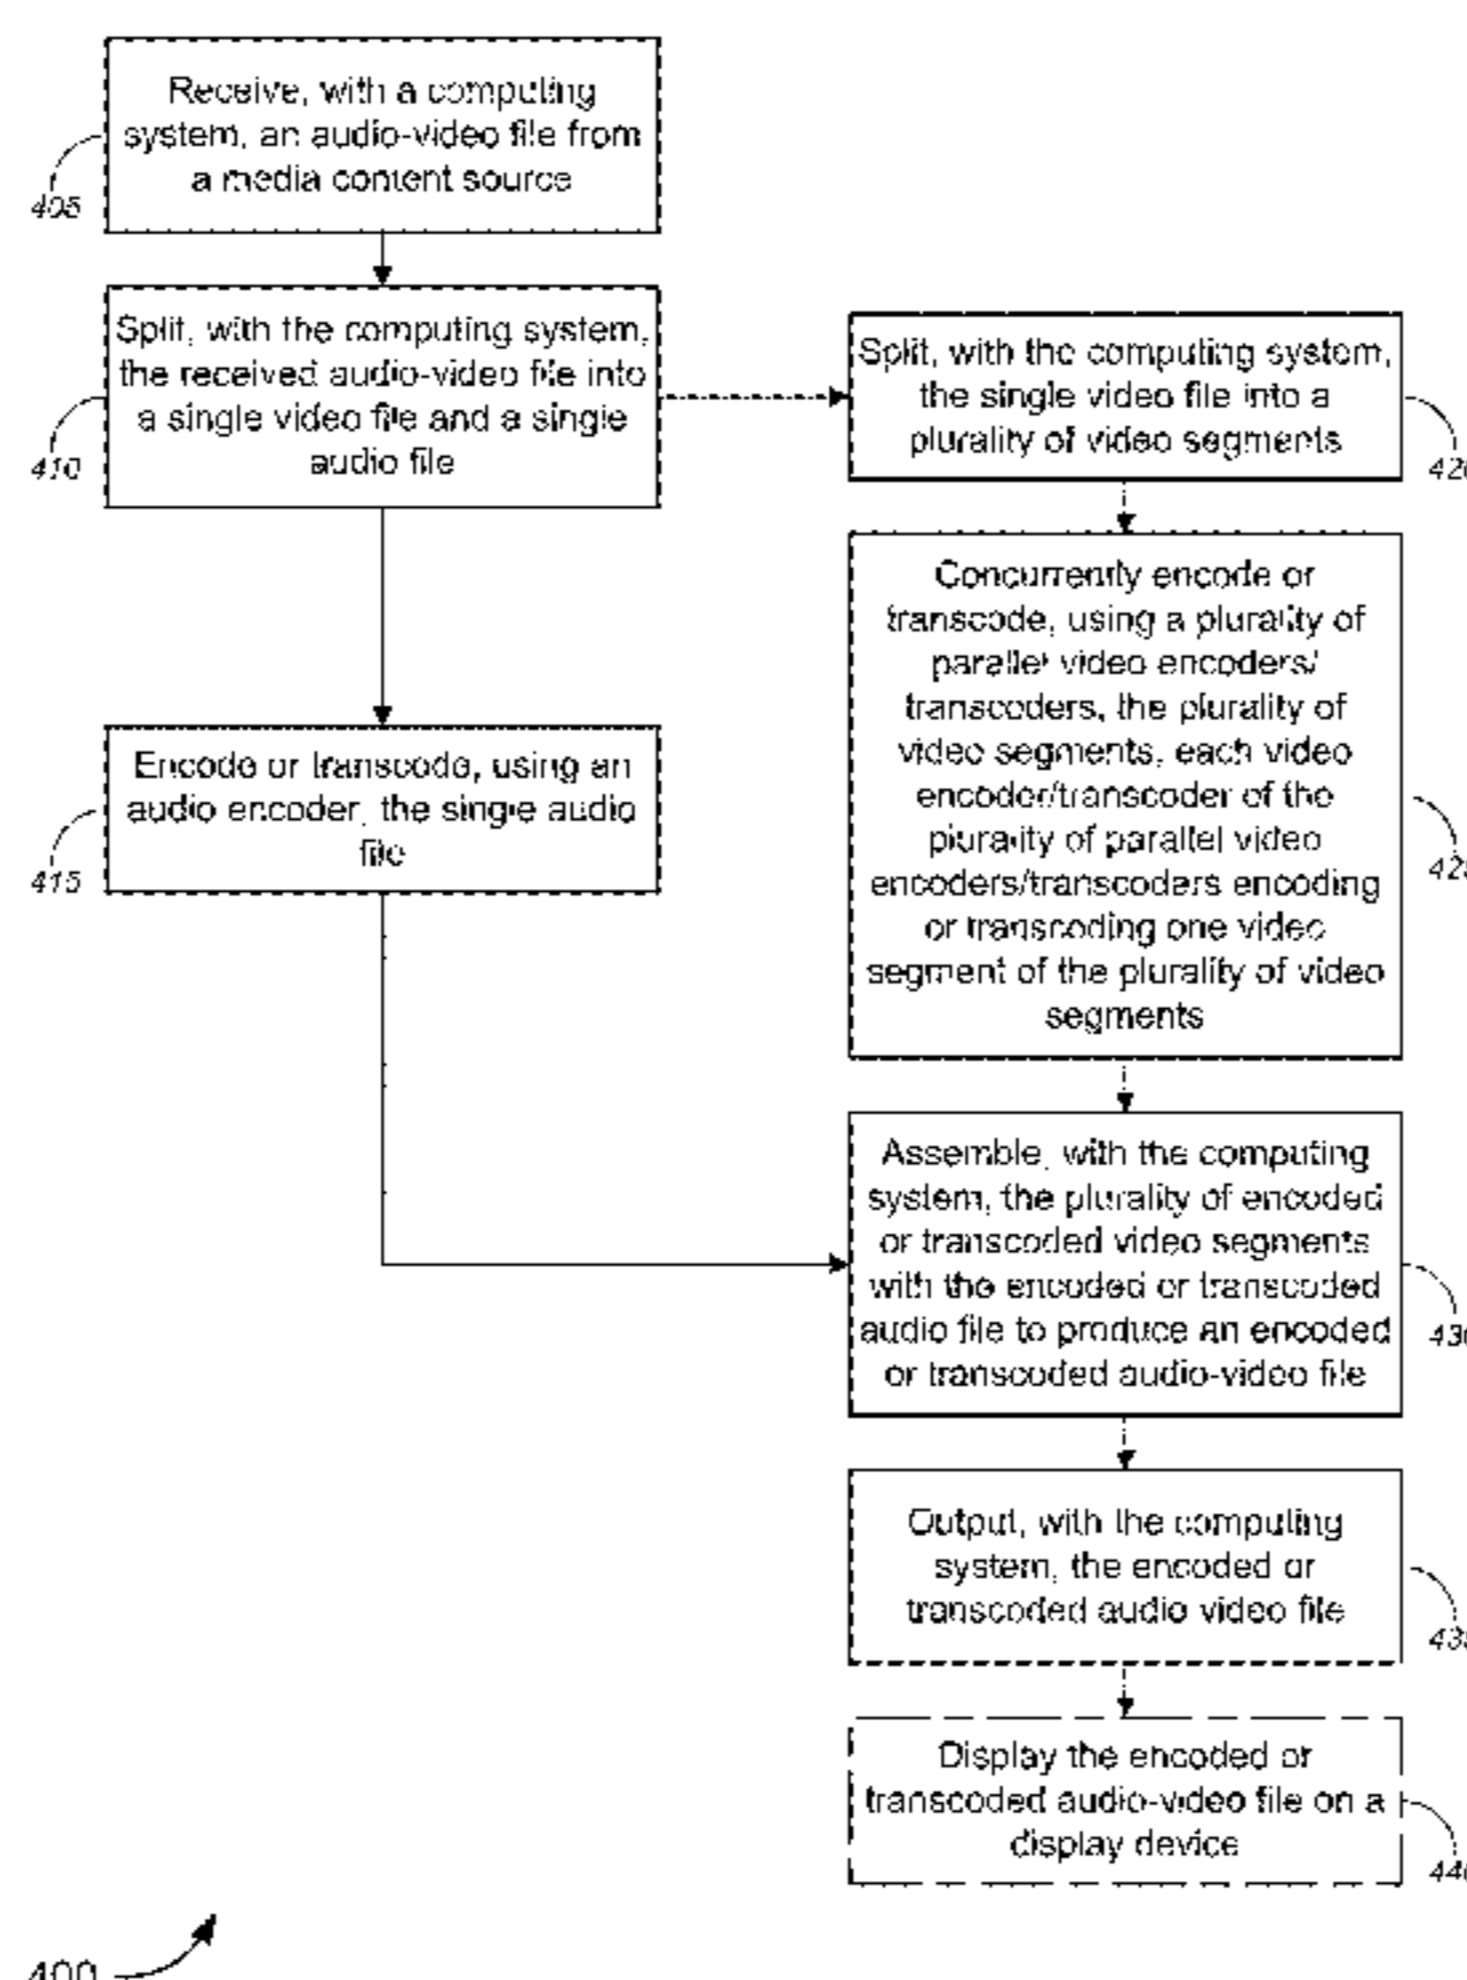 Receive, with a computing
system, an audio-video file from
a media content source
405
Split, with the computing system,
the received audio-video file into
a single video file and a single
audio file
410
Encode or transcode, using an
audio encoder, the single audio
file
415
Split, with the computing system,
the single video file into a
plurality of video segments
Concurrently encode or
transcode, using a plurality of
parallel video encoders/
transcoders, the plurality of
video segments, each video
encoder/transcoder of the
plurality of parallel video
encoders/transcoders encoding
or transcoding one video
segment of the plurality of video
segments
Assemble, with the computing
system, the plurality of encoded
or transcoded video segments
with the encoded or transcoded
audio file to produce an encoded
or transcoded audio-video file
Output, with the computing
system, the encoded or
transcoded audio video file
Display the encoded or
transcoded audio-video file on a
display device
400